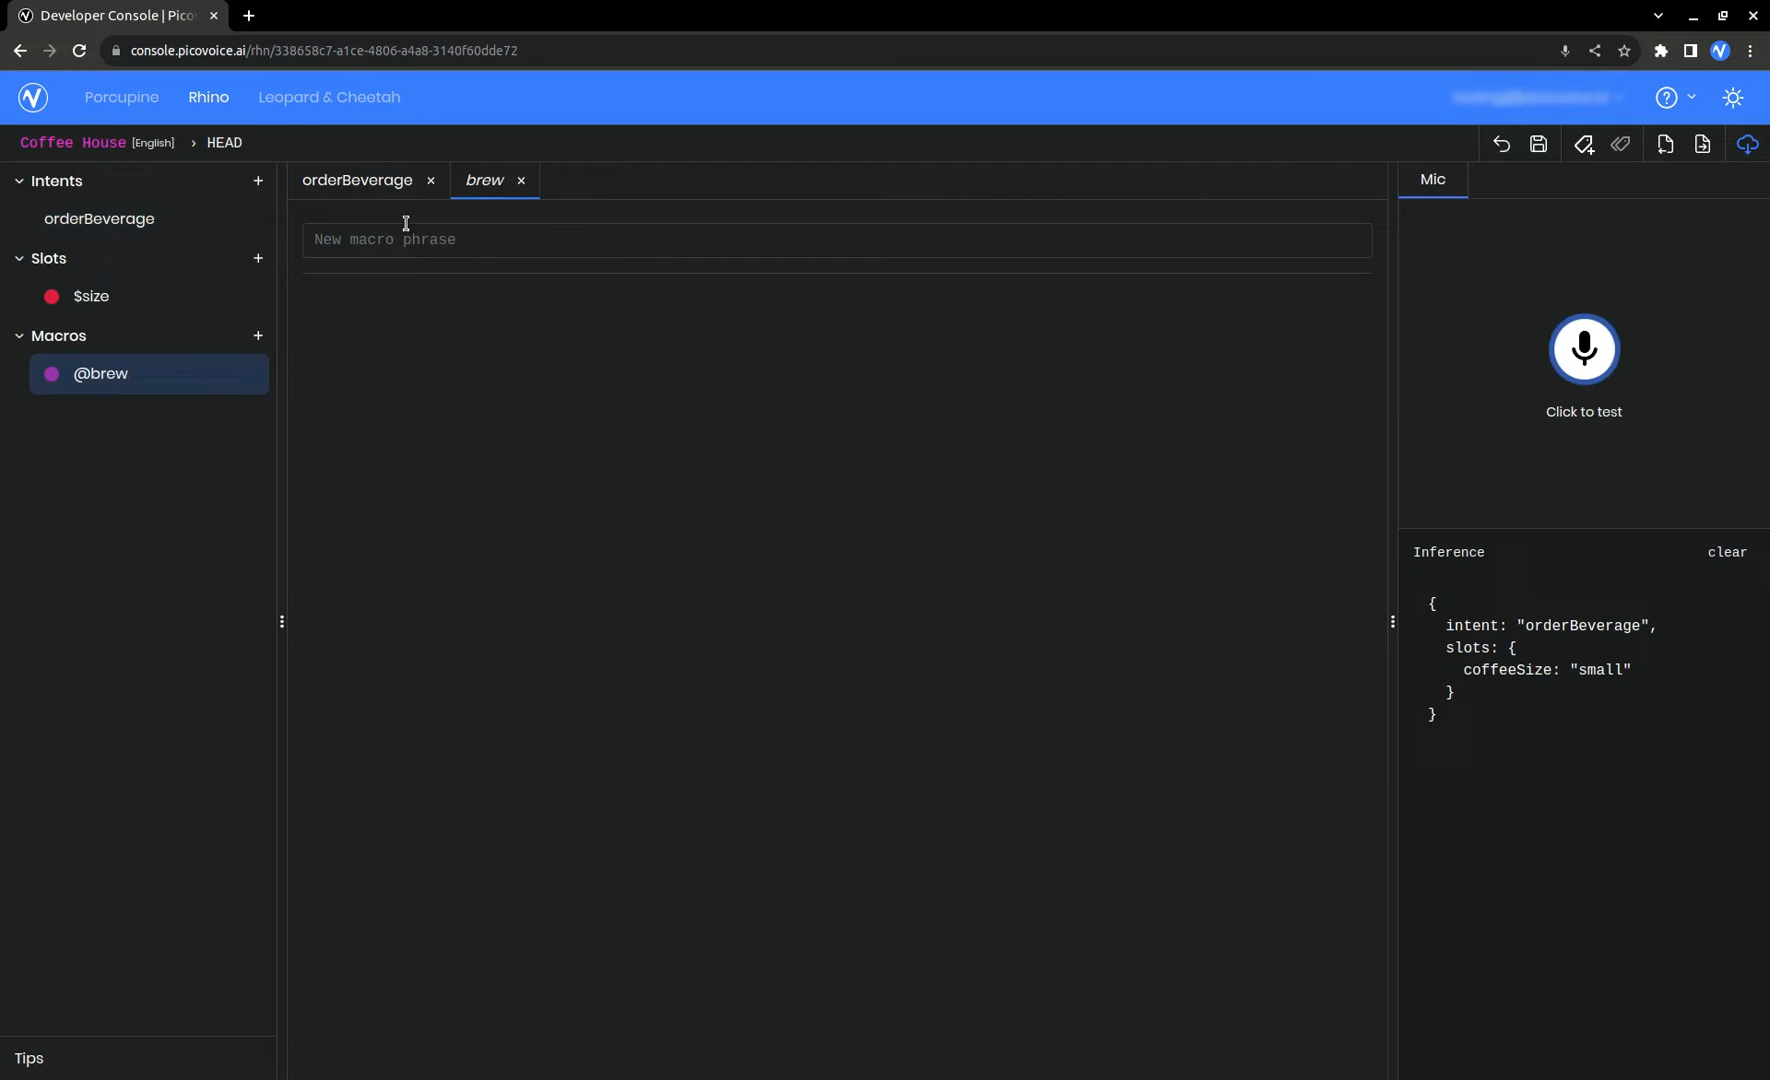 Developer Console | Pico
console.picovoice.ai/rhn/338658c7-a1ce-4806-a4a8-3140f60dde72
Porcupine
Rhino
Leopard & Cheetah
Coffee House [English] › HEAD
Intents
orderBeverage
Slots
$size
Macros
@brew
Tips
orderBeverage
brew
New macro phrase
Mic
Click to test
Inference
clear
{
intent: "orderBeverage",
slots: {
coffeeSize: "small"
}
}